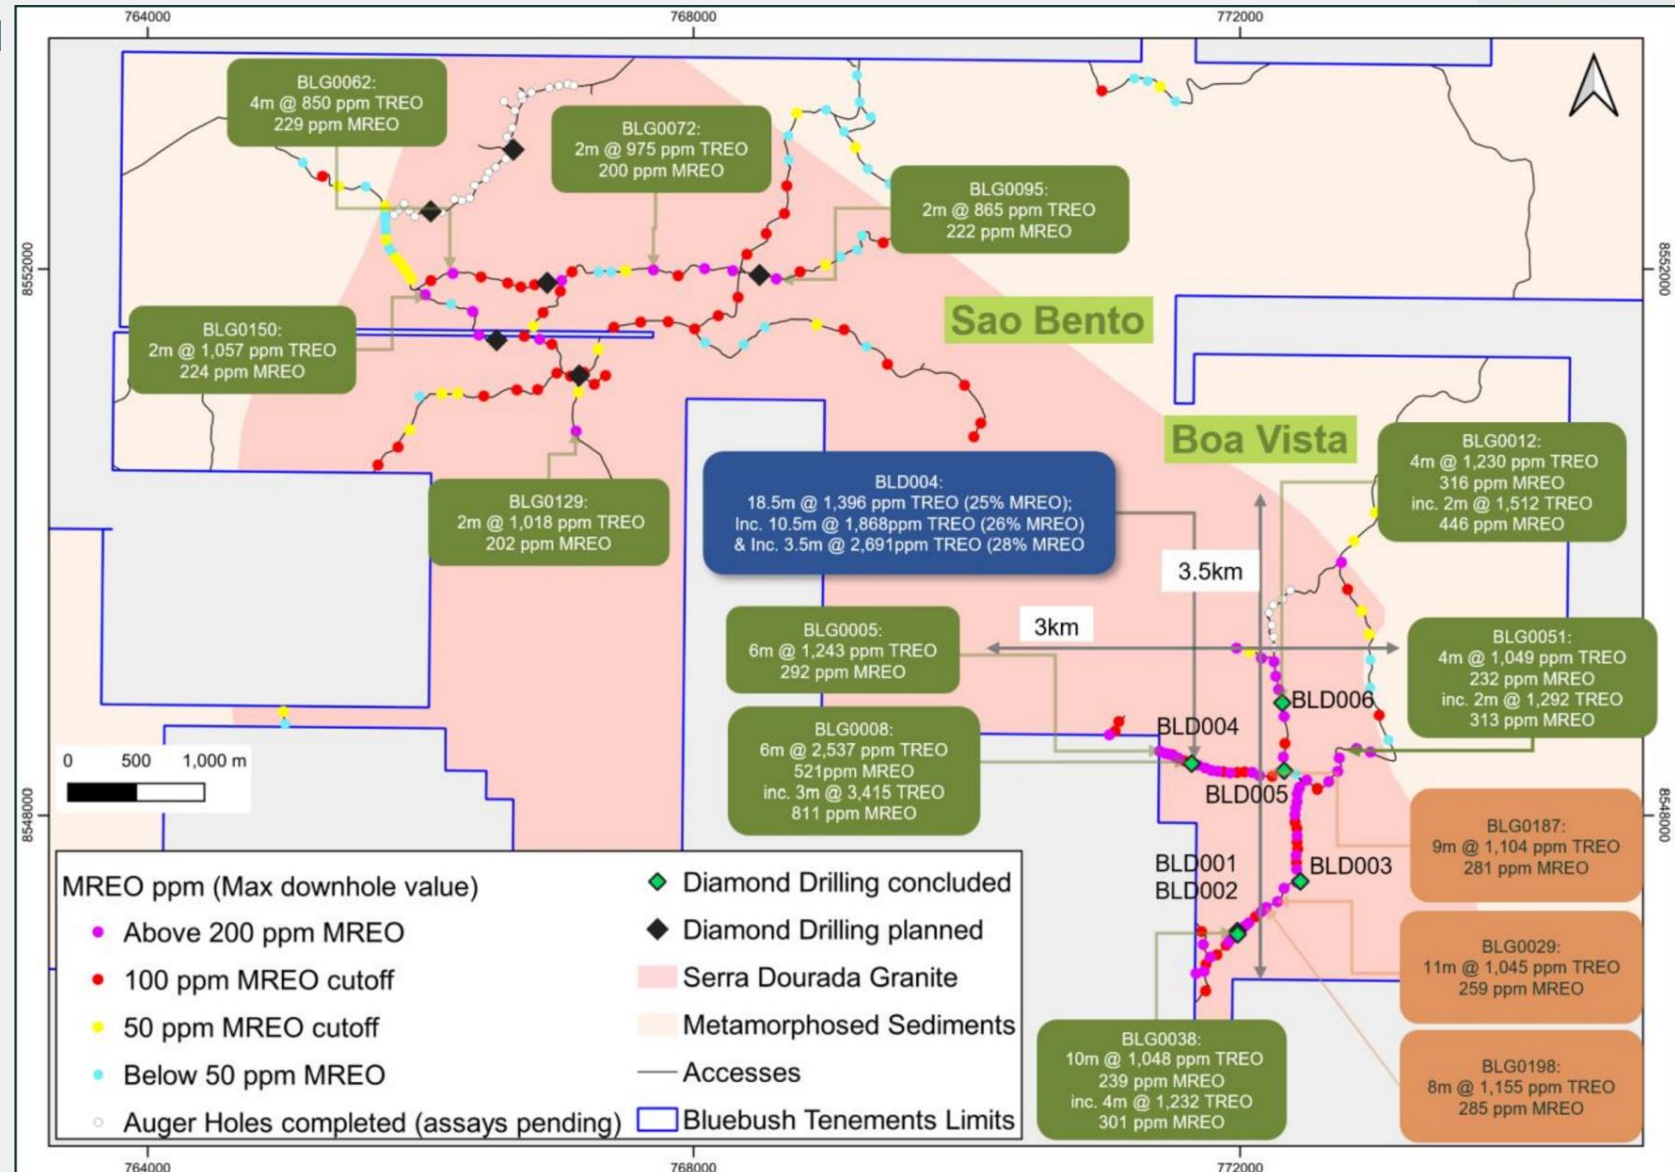 764000
768000
772000
BLG0062:
4m @ 850 ppm TREO
229 ppm MREO
BLG0072:
2m @ 975 ppm TREO
200 ppm MREO
BLG0095:
2m @ 865 ppm TREO
222 ppm MREO
8552000
8552000
BLG0150:
2m @ 1,057 ppm TREO
224 ppm MREO
Sao Bento
Boa Vista
BLG0012:
4m @ 1,230 ppm TREO
316 ppm MREO
inc. 2m @ 1,512 TREO
446 ppm MREO
BLD004:
18.5m @ 1,396 ppm TREO (25% MREO);
Inc. 10.5m @ 1,868ppm TREO (26% MREO)
& Inc. 3.5m @ 2,691ppm TREO (28% MREO
BLG0129:
2m @ 1,018 ppm TREO
202 ppm MREO
3.5km
3km
BLG0005:
6m @ 1,243 ppm TREO
292 ppm MREO
BLG0051:
4m @ 1,049 ppm TREO
232 ppm MREO
inc. 2m @ 1,292 TREO
313 ppm MREO
BLD006
BLD004
BLG0008:
6m @ 2,537 ppm TREO
521ppm MREO
inc. 3m @ 3,415 TREO
811 ppm MREO
BLD005
0 500 1,000 m
8548000
8548000
BLG0187:
9m @ 1,104 ppm TREO
281 ppm MREO
BLD001
BLD002
BLD003
BLG0029:
11m @ 1,045 ppm TREO
259 ppm MREO
BLG0038:
10m @ 1,048 ppm TREO
239 ppm MREO
inc. 4m @ 1,232 TREO
301 ppm MREO
BLG0198:
8m @ 1,155 ppm TREO
285 ppm MREO
MREO ppm (Max downhole value)
Above 200 ppm MREO
100 ppm MREO cutoff
50 ppm MREO cutoff
Below 50 ppm MREO
Auger Holes completed (assays pending)
Diamond Drilling concluded
Diamond Drilling planned
Serra Dourada Granite
Metamorphosed Sediments
Accesses
Bluebush Tenements Limits
764000
768000
772000